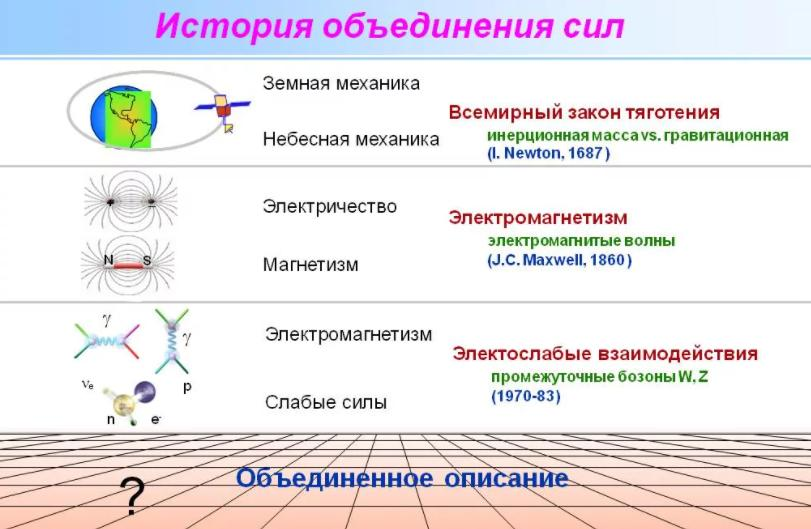 История объединения сил
Земная механика
Небесная механика
Всемирный закон тяготения
инерционная масса vs. гравитационная
(I. Newton, 1687 )
Электричество
Магнетизм
N S
Электромагнетизм
электромагнитые волны
(J.C. Maxwell, 1860 )
γ
γ
Электромагнетизм
Слабые силы
νe
p
n e-
Электослабые взаимодействия
промежуточные бозоны W, Z
(1970-83)
Объединенное описание
?